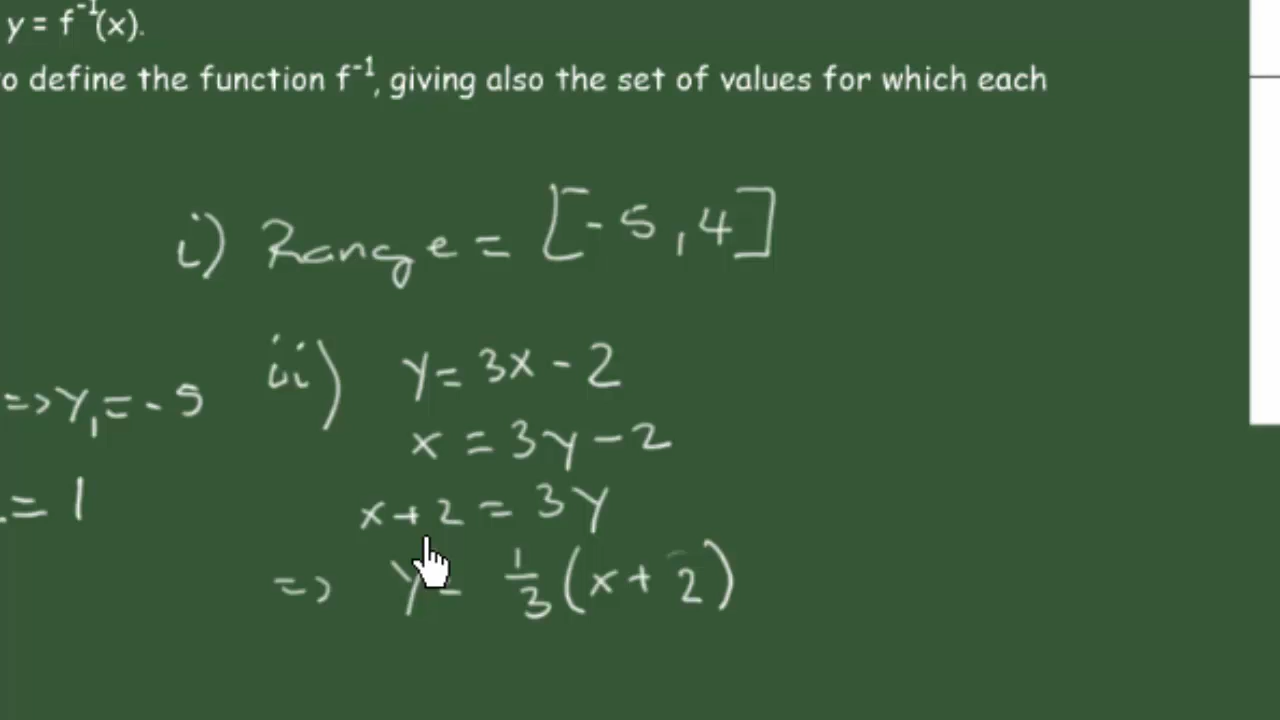 y = f⁻¹(x).
o define the function f⁻¹, giving also the set of values for which each
i) Range = [-5,4]
iii) y = 3x - 2
=> y₁ = -5
x = 3y - 2
= 1
x + 2 = 3y
=> y = 1/3 (x + 2)